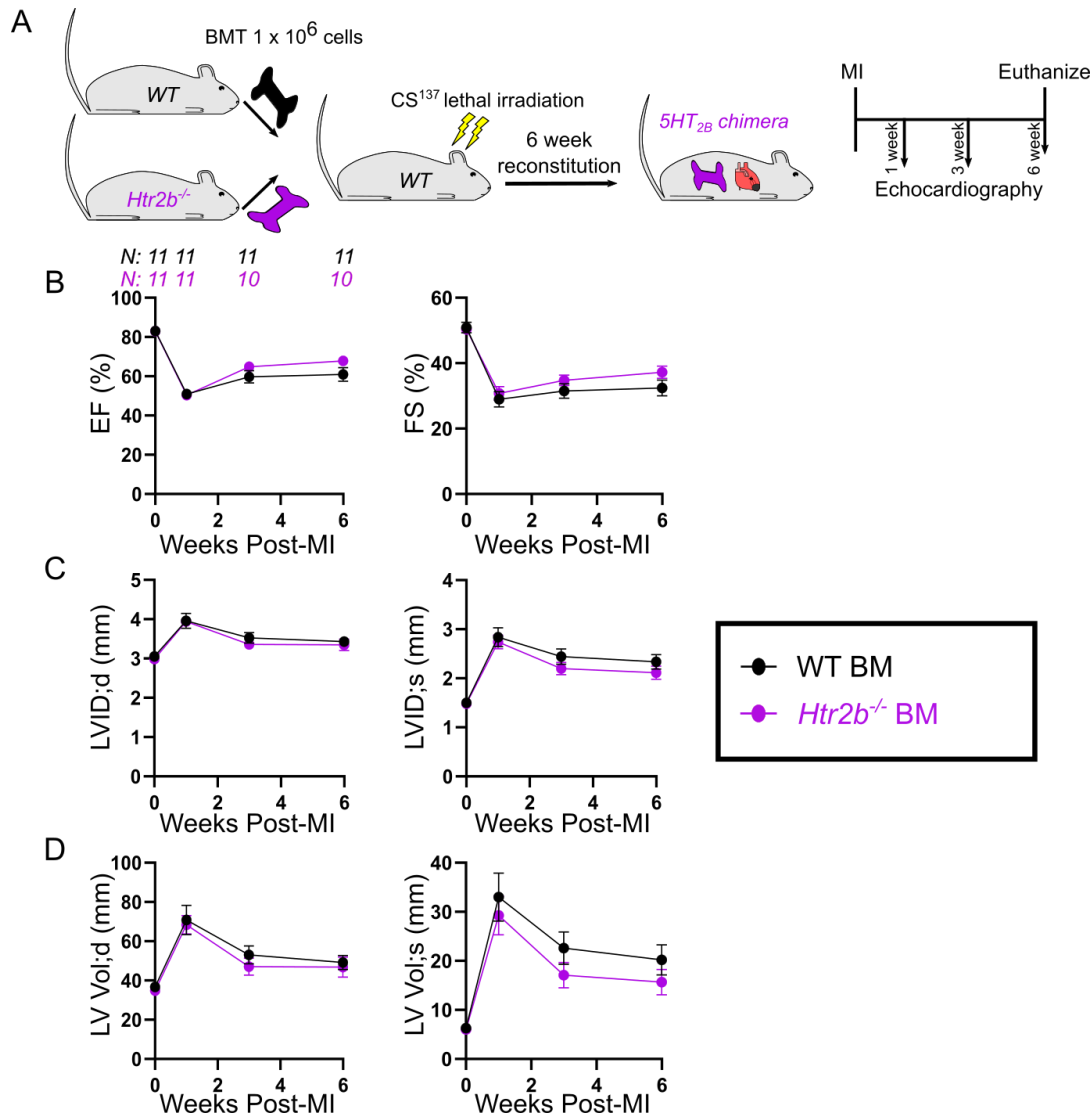 A
BMT 1 x 10⁶ cells
WT
Htr2b⁻/⁻
CS¹³⁷ lethal irradiation
WT
6 week
reconstitution
5HT₂B chimera
MI
Euthanize
1 week
3 week
6 week
Echocardiography
N: 11 11 11 11
N: 11 11 10 10
B
EF (%)
100
80
60
40
20
0
0 2 4 6
Weeks Post-MI
FS (%)
60
40
20
0
0 2 4 6
Weeks Post-MI
C
LVID;d (mm)
5
4
3
2
1
0
0 2 4 6
Weeks Post-MI
LVID;s (mm)
4
3
2
1
0
0 2 4 6
Weeks Post-MI
WT BM
Htr2b⁻/⁻ BM
D
LV Vol;d (mm)
100
80
60
40
20
0
0 2 4 6
Weeks Post-MI
LV Vol;s (mm)
40
30
20
10
0
0 2 4 6
Weeks Post-MI